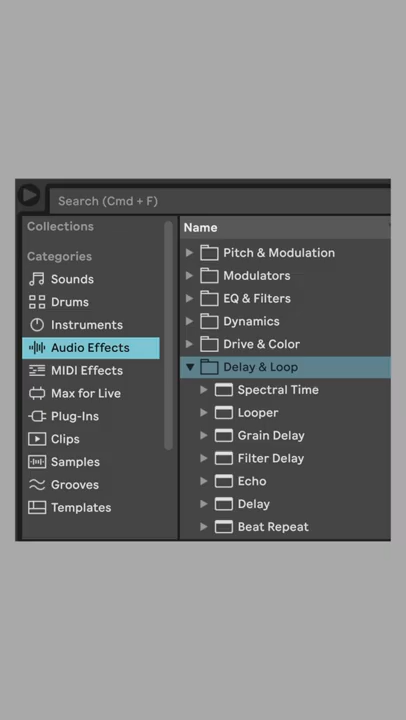 Search (Cmd + F)
Collections
Categories
Sounds
Drums
Instruments
Audio Effects
MIDI Effects
Max for Live
Plug-Ins
Clips
Samples
Grooves
Templates
Name
Pitch & Modulation
Modulators
EQ & Filters
Dynamics
Drive & Color
Delay & Loop
Spectral Time
Looper
Grain Delay
Filter Delay
Echo
Delay
Beat Repeat